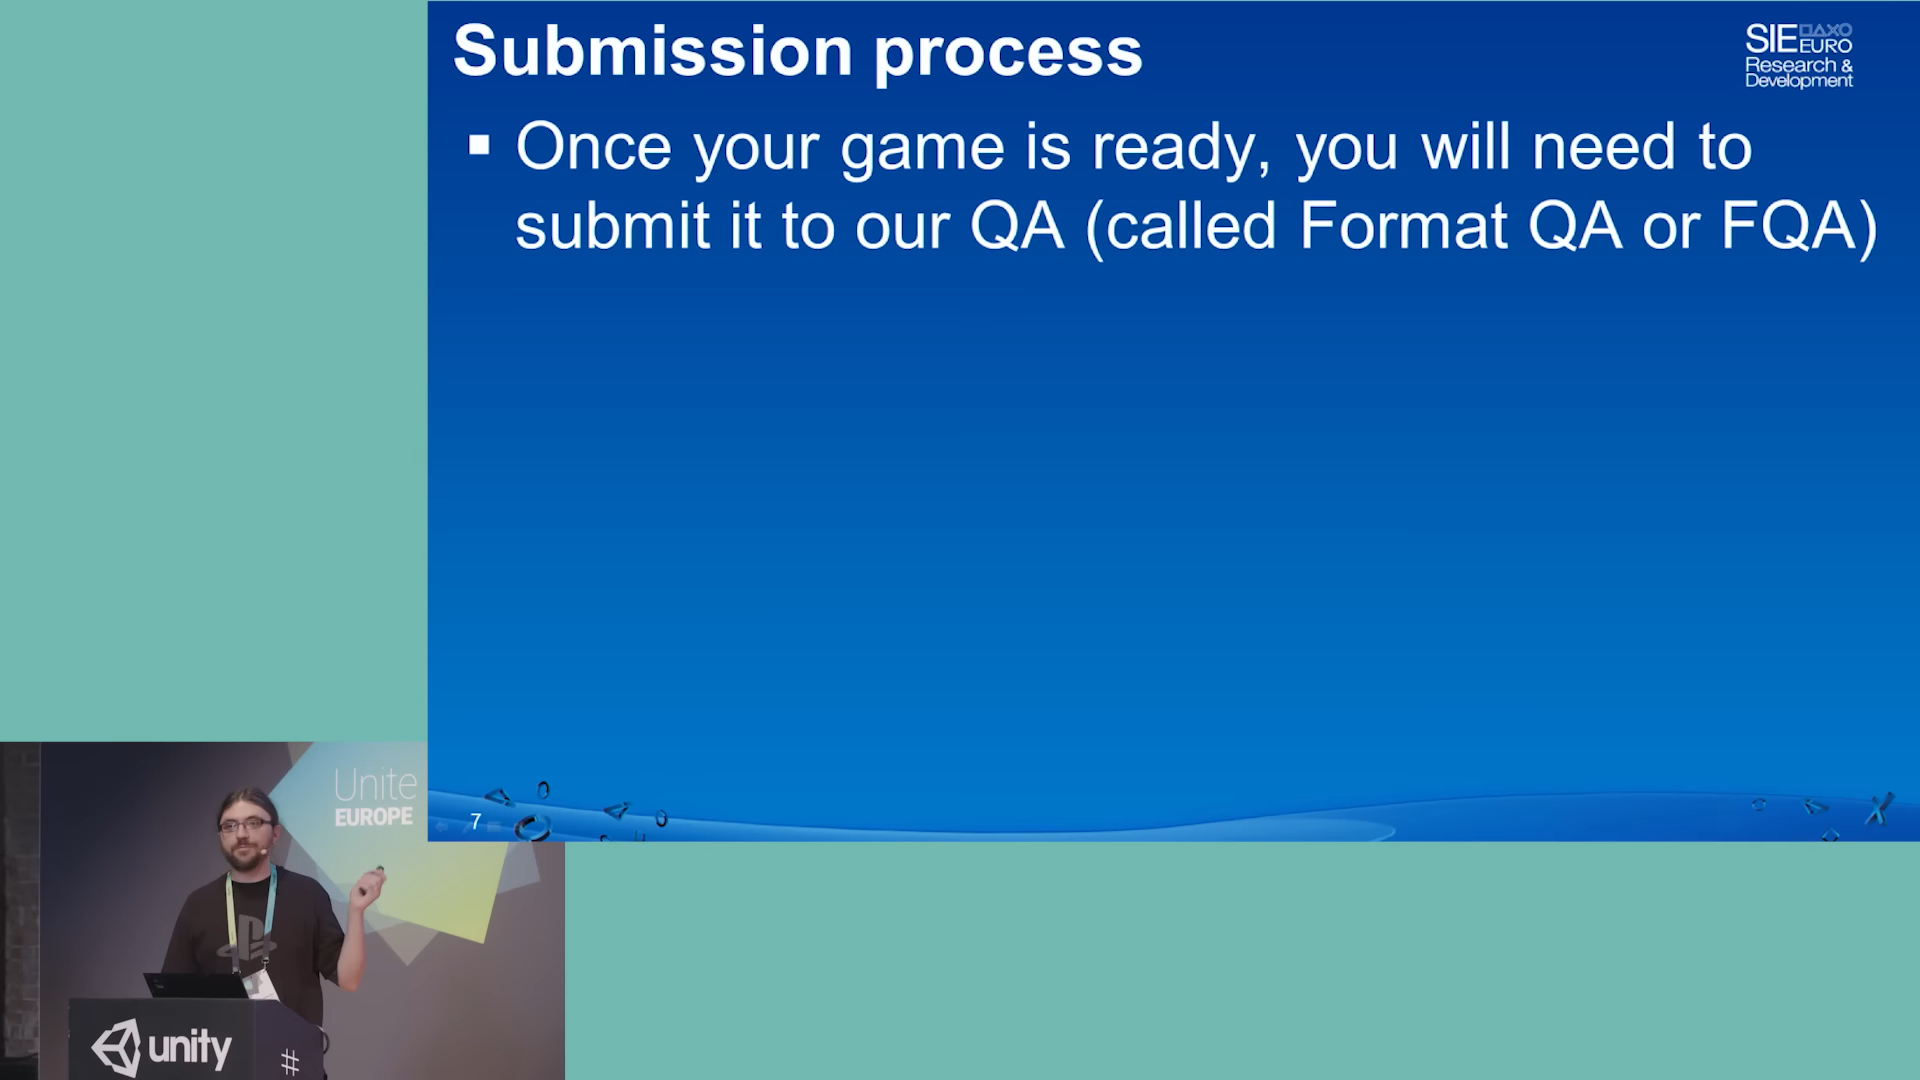 Submission process
SIE
EURO
Research &
Development
▪ Once your game is ready, you will need to
submit it to our QA (called Format QA or FQA)
7
Unite
EUROPE
unity
#